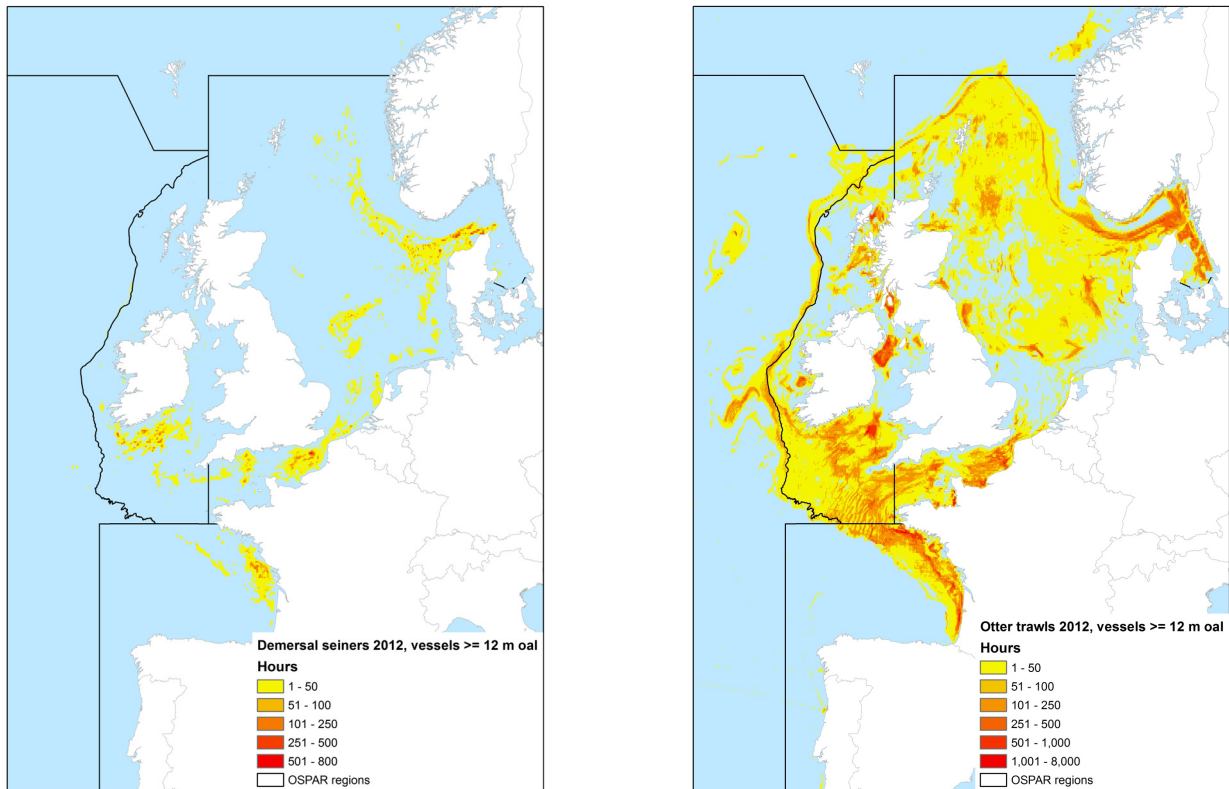 Demersal seiners 2012, vessels >= 12 m oal
Hours
1 - 50
51 - 100
101 - 250
251 - 500
501 - 800
OSPAR regions
Otter trawls 2012, vessels >= 12 m oal
Hours
1 - 50
51 - 100
101 - 250
251 - 500
501 - 1,000
1,001 - 8,000
OSPAR regions